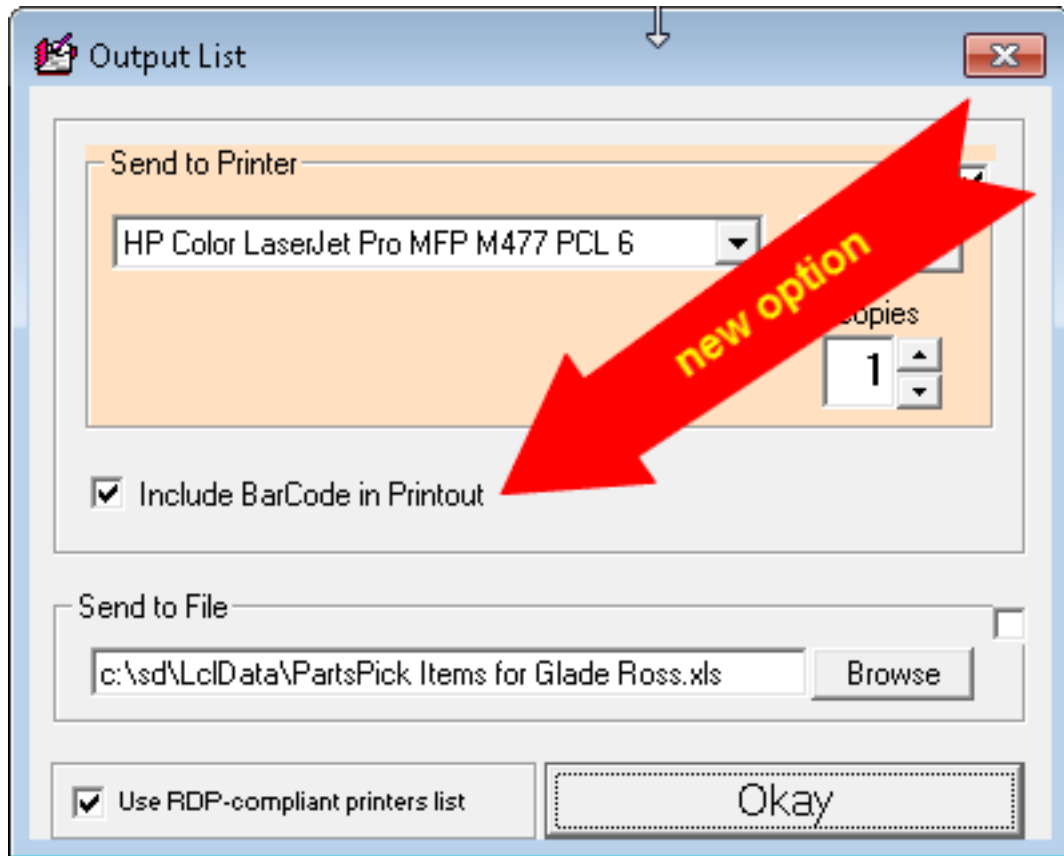 Output List
Send to Printer
HP Color LaserJet Pro MFP M477 PCL 6
new option
Copies
1
Include BarCode in Printout
Send to File
c:\sd\LclData\PartsPick Items for Glade Ross.xls
Browse
Use RDP-compliant printers list
Okay